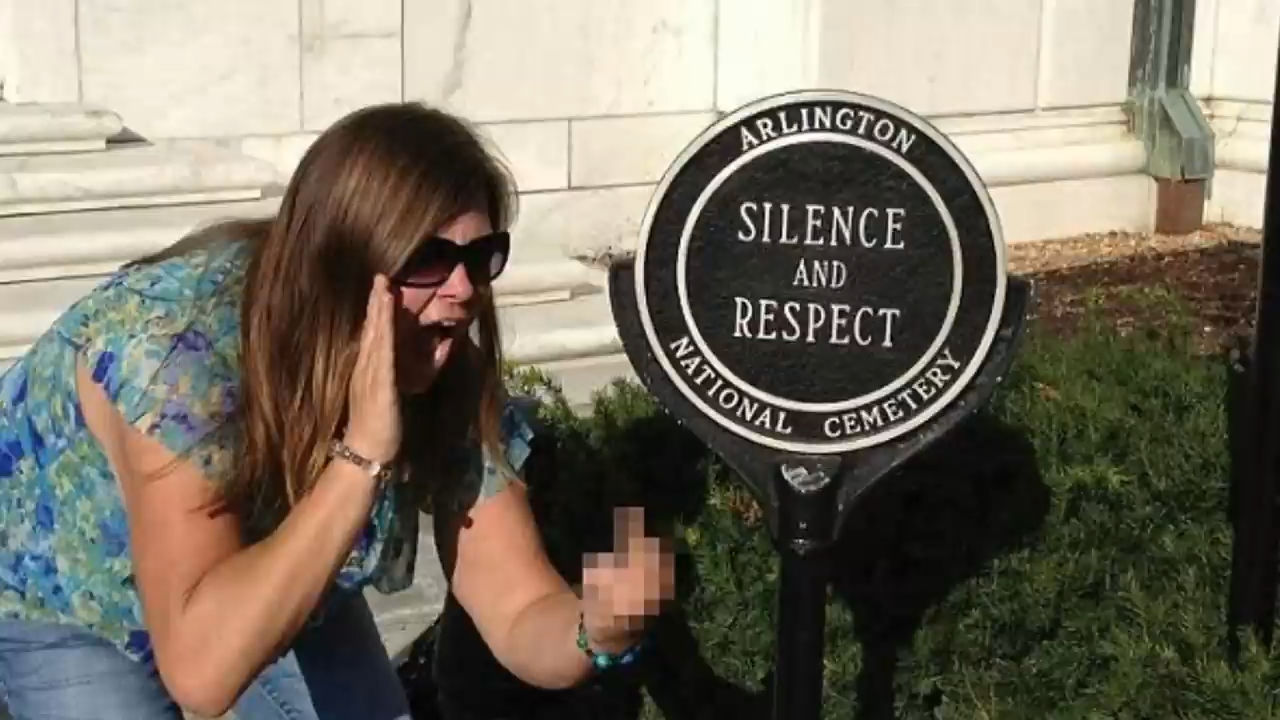 ARLINGTON
SILENCE
AND
RESPECT
NATIONAL CEMETERY